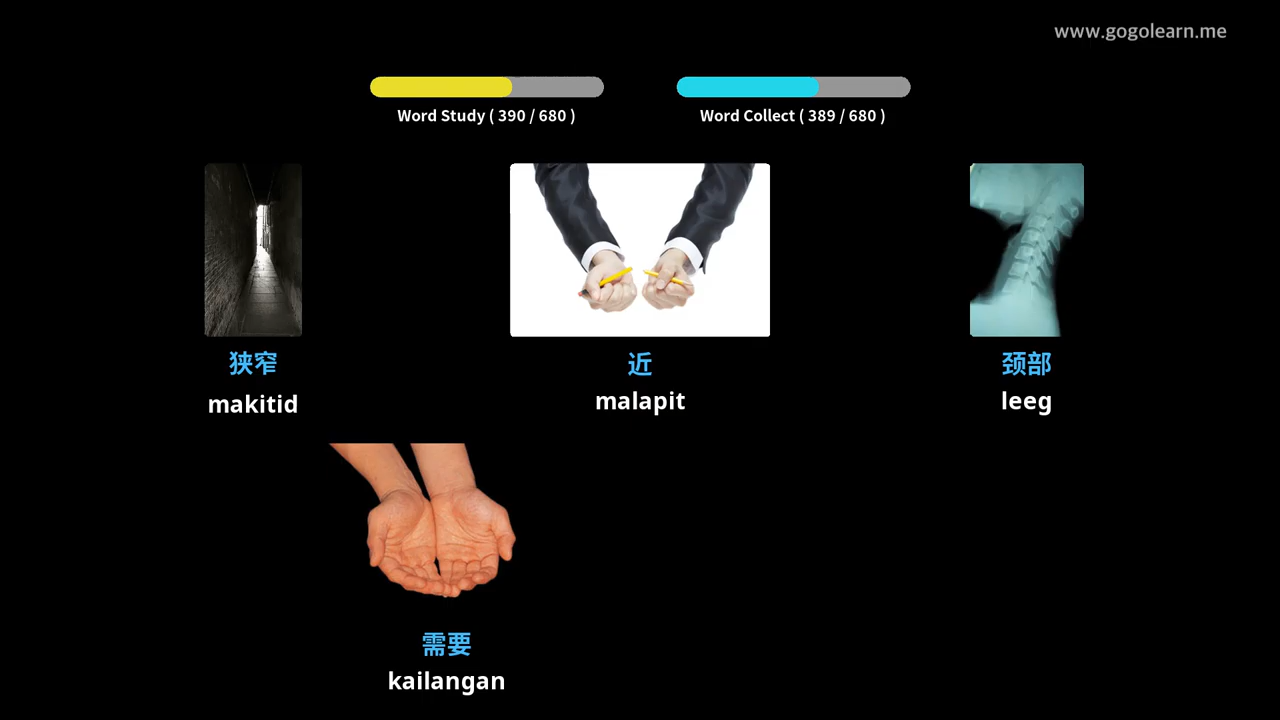 www.gogolearn.me
Word Study ( 390 / 680 )
Word Collect ( 389 / 680 )
狭窄
近
颈部
makitid
malapit
leeg
需要
kailangan